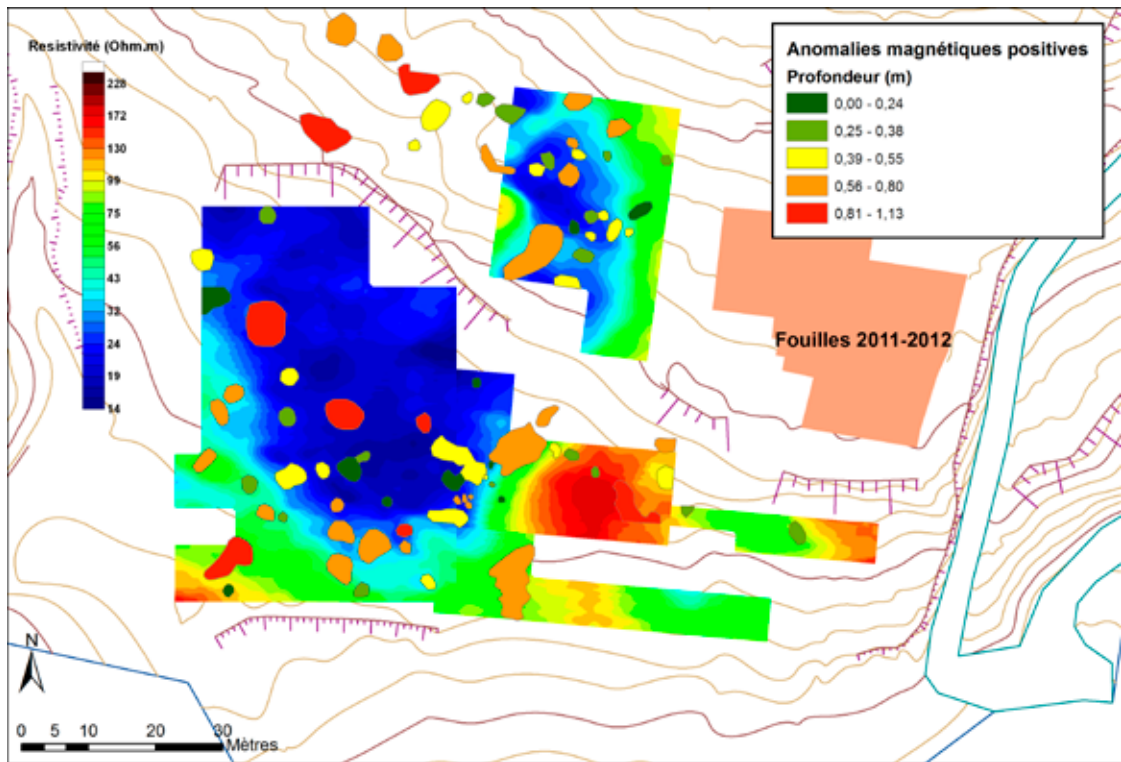 Resistivité (Ohm.m)
228
172
130
99
75
56
43
32
24
19
14
Anomalies magnétiques positives
Profondeur (m)
0,00 - 0,24
0,25 - 0,38
0,39 - 0,55
0,56 - 0,80
0,81 - 1,13
Fouilles 2011-2012
N
0 5 10 20 30
Mètres